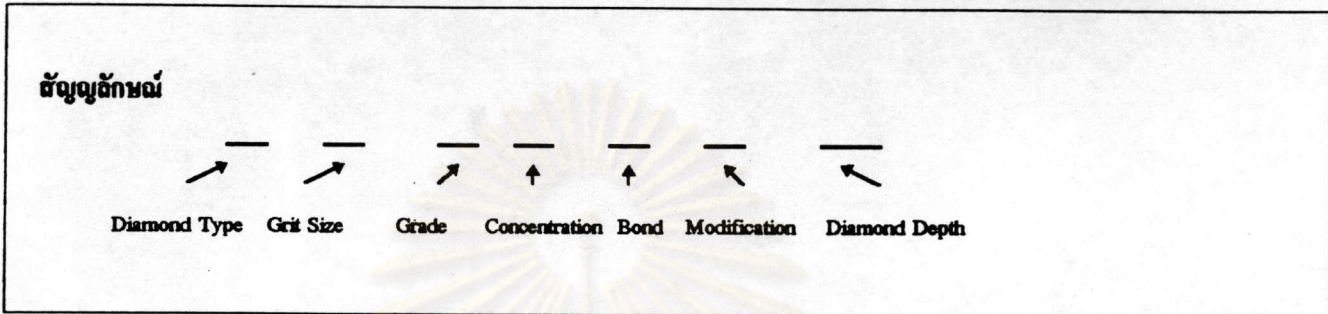 สัญญลักษณ์
Diamond Type Grit Size Grade Concentration Bond Modification Diamond Depth